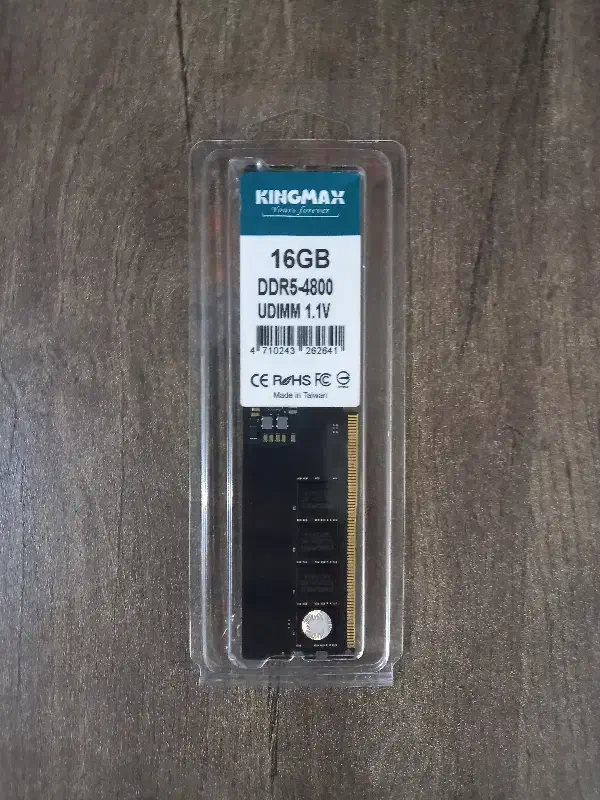 KINGMAX
Yours forever
16GB
DDR5-4800
UDIMM 1.1V
4 710243 262641
CE RoHS FC
Made in Taiwan